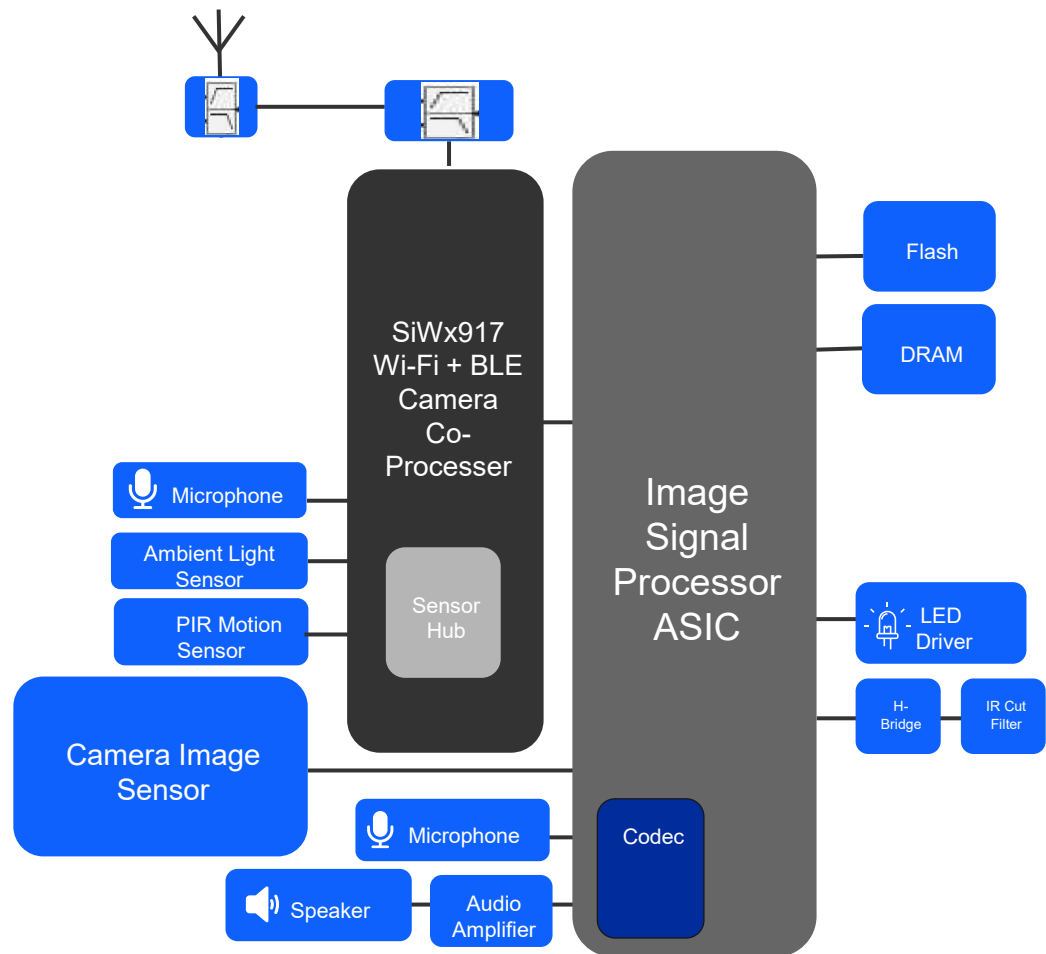 Flash
DRAM
SiWx917
Wi-Fi + BLE
Camera
Co-
Processer
Image
Signal
Processor
ASIC
Microphone
Ambient Light
Sensor
PIR Motion
Sensor
Sensor
Hub
LED
Driver
H-
Bridge
IR Cut
Filter
Camera Image
Sensor
Microphone
Codec
Speaker
Audio
Amplifier